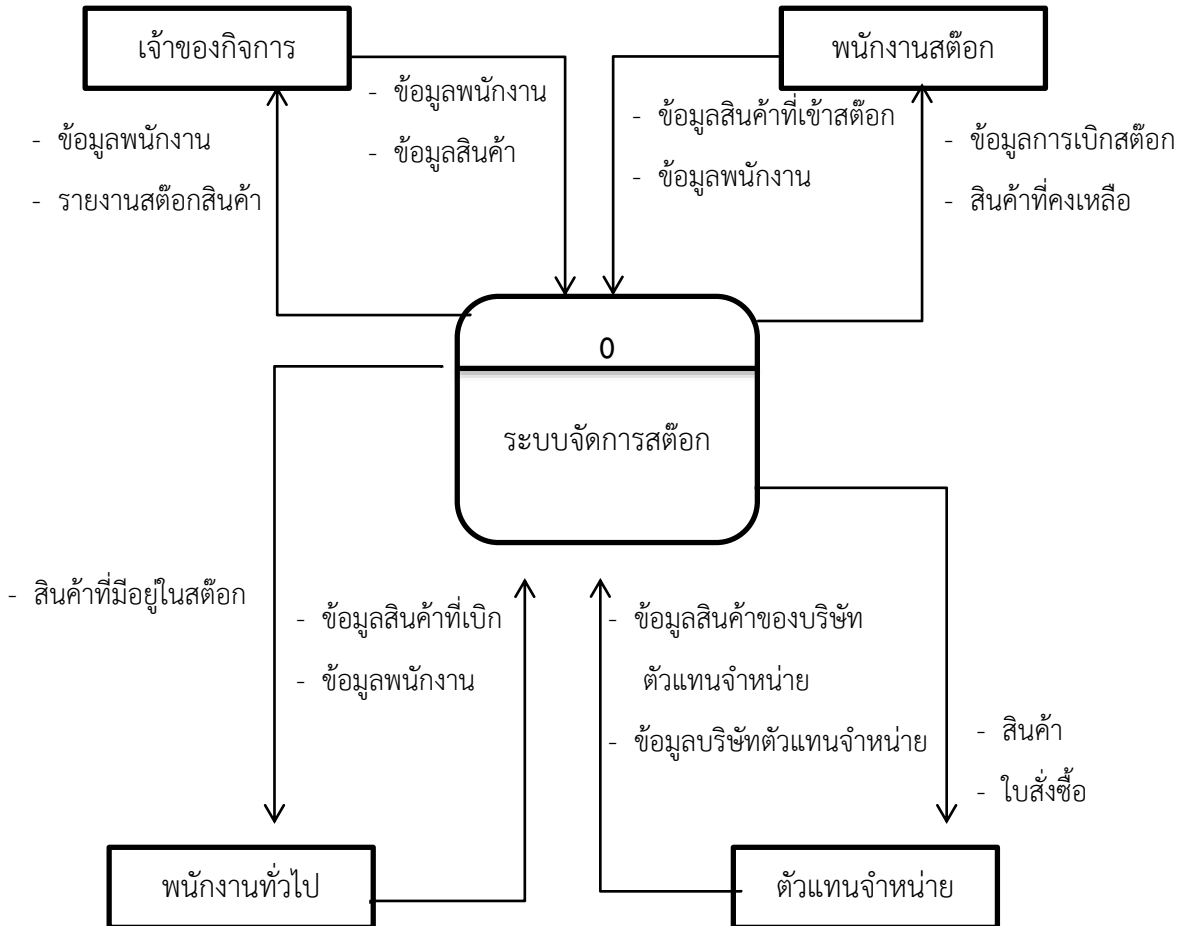 เจ้าของกิจการ
พนักงานสต๊อก
- ข้อมูลพนักงาน
- ข้อมูลสินค้า
- ข้อมูลสินค้าที่เข้าสต๊อก
- ข้อมูลพนักงาน
- ข้อมูลพนักงาน
- รายงานสต๊อกสินค้า
- ข้อมูลการเบิกสต๊อก
- สินค้าที่คงเหลือ
0
ระบบจัดการสต๊อก
- สินค้าที่มีอยู่ในสต๊อก
- ข้อมูลสินค้าที่เบิก
- ข้อมูลพนักงาน
- ข้อมูลสินค้าของบริษัท
ตัวแทนจำหน่าย
- ข้อมูลบริษัทตัวแทนจำหน่าย
- สินค้า
- ใบสั่งซื้อ
พนักงานทั่วไป
ตัวแทนจำหน่าย